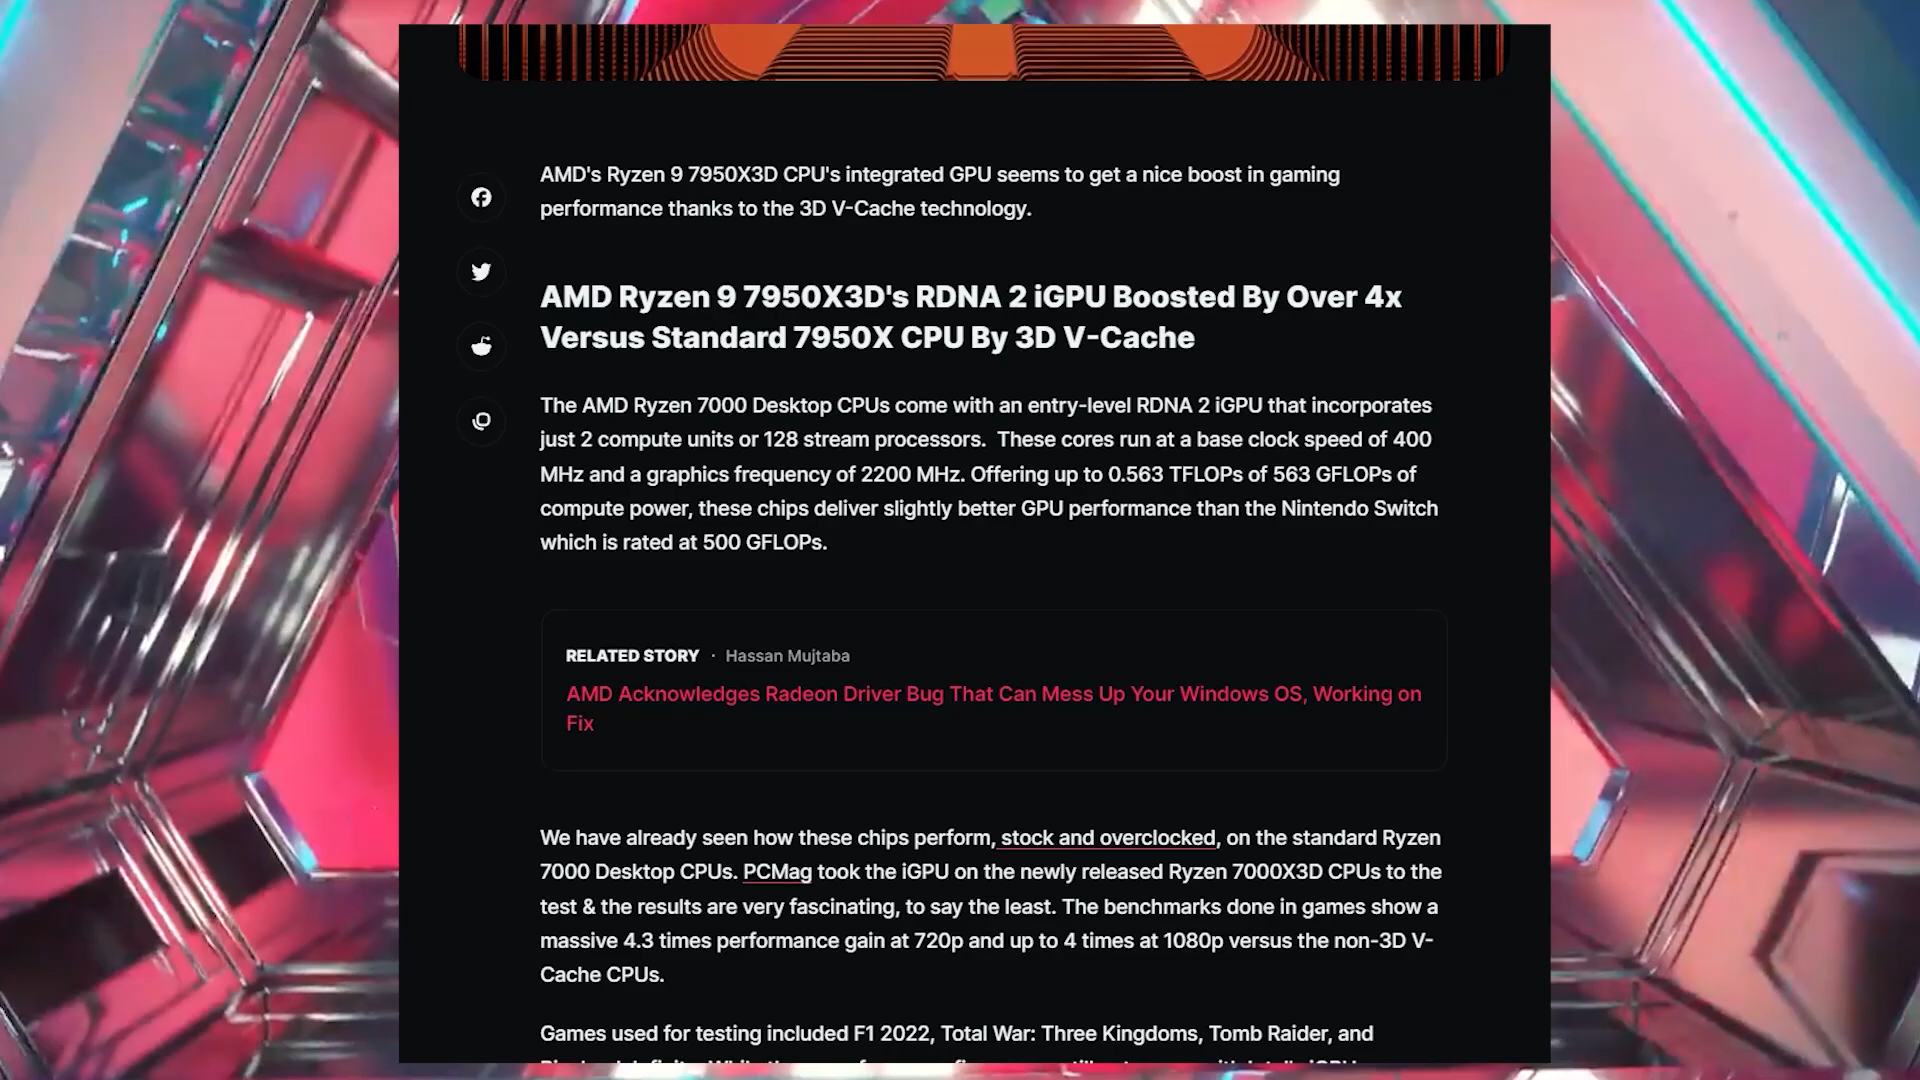 AMD's Ryzen 9 7950X3D CPU's integrated GPU seems to get a nice boost in gaming
performance thanks to the 3D V-Cache technology.
AMD Ryzen 9 7950X3D's RDNA 2 iGPU Boosted By Over 4x
Versus Standard 7950X CPU By 3D V-Cache
The AMD Ryzen 7000 Desktop CPUs come with an entry-level RDNA 2 iGPU that incorporates
just 2 compute units or 128 stream processors.  These cores run at a base clock speed of 400
MHz and a graphics frequency of 2200 MHz. Offering up to 0.563 TFLOPs of 563 GFLOPs of
compute power, these chips deliver slightly better GPU performance than the Nintendo Switch
which is rated at 500 GFLOPs.
RELATED STORY · Hassan Mujtaba
AMD Acknowledges Radeon Driver Bug That Can Mess Up Your Windows OS, Working on
Fix
We have already seen how these chips perform, stock and overclocked, on the standard Ryzen
7000 Desktop CPUs. PCMag took the iGPU on the newly released Ryzen 7000X3D CPUs to the
test & the results are very fascinating, to say the least. The benchmarks done in games show a
massive 4.3 times performance gain at 720p and up to 4 times at 1080p versus the non-3D V-
Cache CPUs.
Games used for testing included F1 2022, Total War: Three Kingdoms, Tomb Raider, and